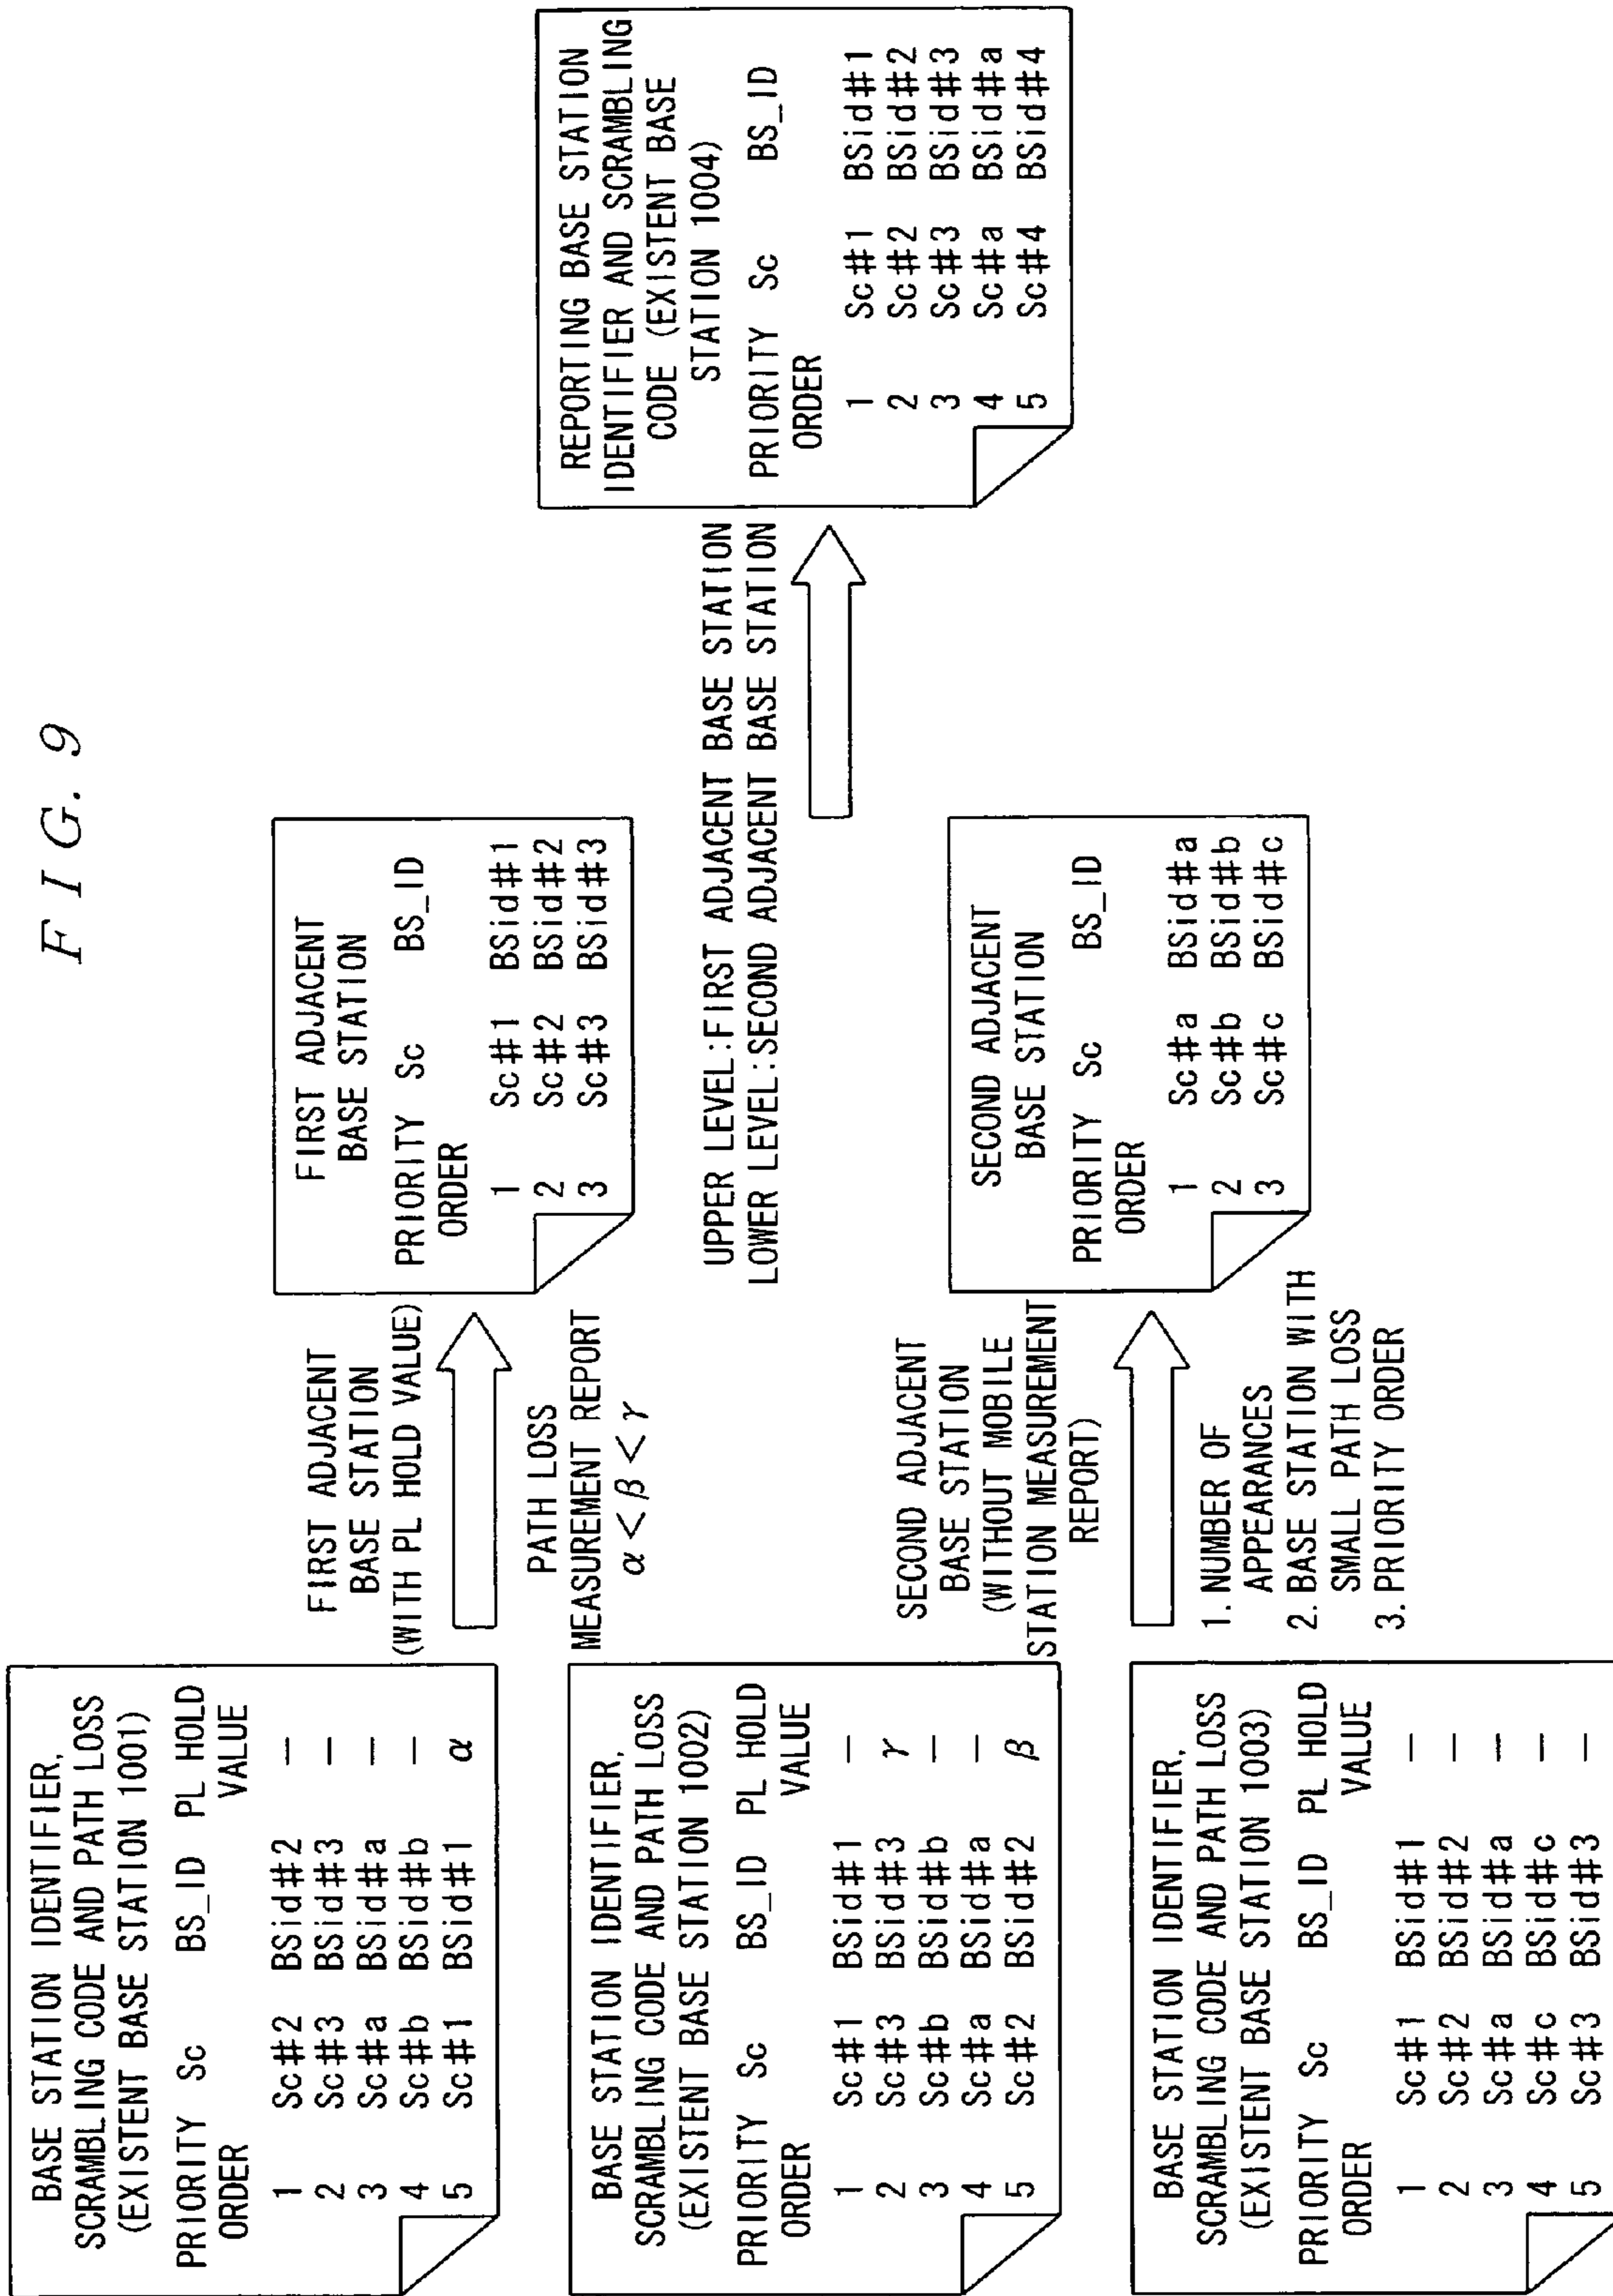 F I G. 9
BASE STATION IDENTIFIER,
SCRAMBLING CODE AND PATH LOSS
(EXISTENT BASE STATION 1001)
PRIORITY Sc BS_ID PL HOLD
ORDER VALUE
1 Sc#2 BSid#2 —
2 Sc#3 BSid#3 —
3 Sc#a BSid#a —
4 Sc#b BSid#b —
5 Sc#1 BSid#1 α
BASE STATION IDENTIFIER,
SCRAMBLING CODE AND PATH LOSS
(EXISTENT BASE STATION 1002)
PRIORITY Sc BS_ID PL HOLD
ORDER VALUE
1 Sc#1 BSid#1 —
2 Sc#3 BSid#3 γ
3 Sc#b BSid#b —
4 Sc#a BSid#a —
5 Sc#2 BSid#2 β
BASE STATION IDENTIFIER,
SCRAMBLING CODE AND PATH LOSS
(EXISTENT BASE STATION 1003)
PRIORITY Sc BS_ID PL HOLD
ORDER VALUE
1 Sc#1 BSid#1 —
2 Sc#2 BSid#2 —
3 Sc#a BSid#a —
4 Sc#c BSid#c —
5 Sc#3 BSid#3 —
FIRST ADJACENT
BASE STATION
(WITH PL HOLD VALUE)
PATH LOSS
MEASUREMENT REPORT
α<β<γ
SECOND ADJACENT
BASE STATION
(WITHOUT MOBILE
STATION MEASUREMENT
REPORT)
1. NUMBER OF
APPEARANCES
2. BASE STATION WITH
SMALL PATH LOSS
3. PRIORITY ORDER
FIRST ADJACENT
BASE STATION
PRIORITY Sc BS_ID
ORDER
1 Sc#1 BSid#1
2 Sc#2 BSid#2
3 Sc#3 BSid#3
UPPER LEVEL:FIRST ADJACENT BASE STATION
LOWER LEVEL:SECOND ADJACENT BASE STATION
SECOND ADJACENT
BASE STATION
PRIORITY Sc BS_ID
ORDER
1 Sc#a BSid#a
2 Sc#b BSid#b
3 Sc#c BSid#c
REPORTING BASE STATION
IDENTIFIER AND SCRAMBLING
CODE (EXISTENT BASE
STATION 1004)
PRIORITY Sc BS_ID
ORDER
1 Sc#1 BSid#1
2 Sc#2 BSid#2
3 Sc#3 BSid#3
4 Sc#a BSid#a
5 Sc#4 BSid#4